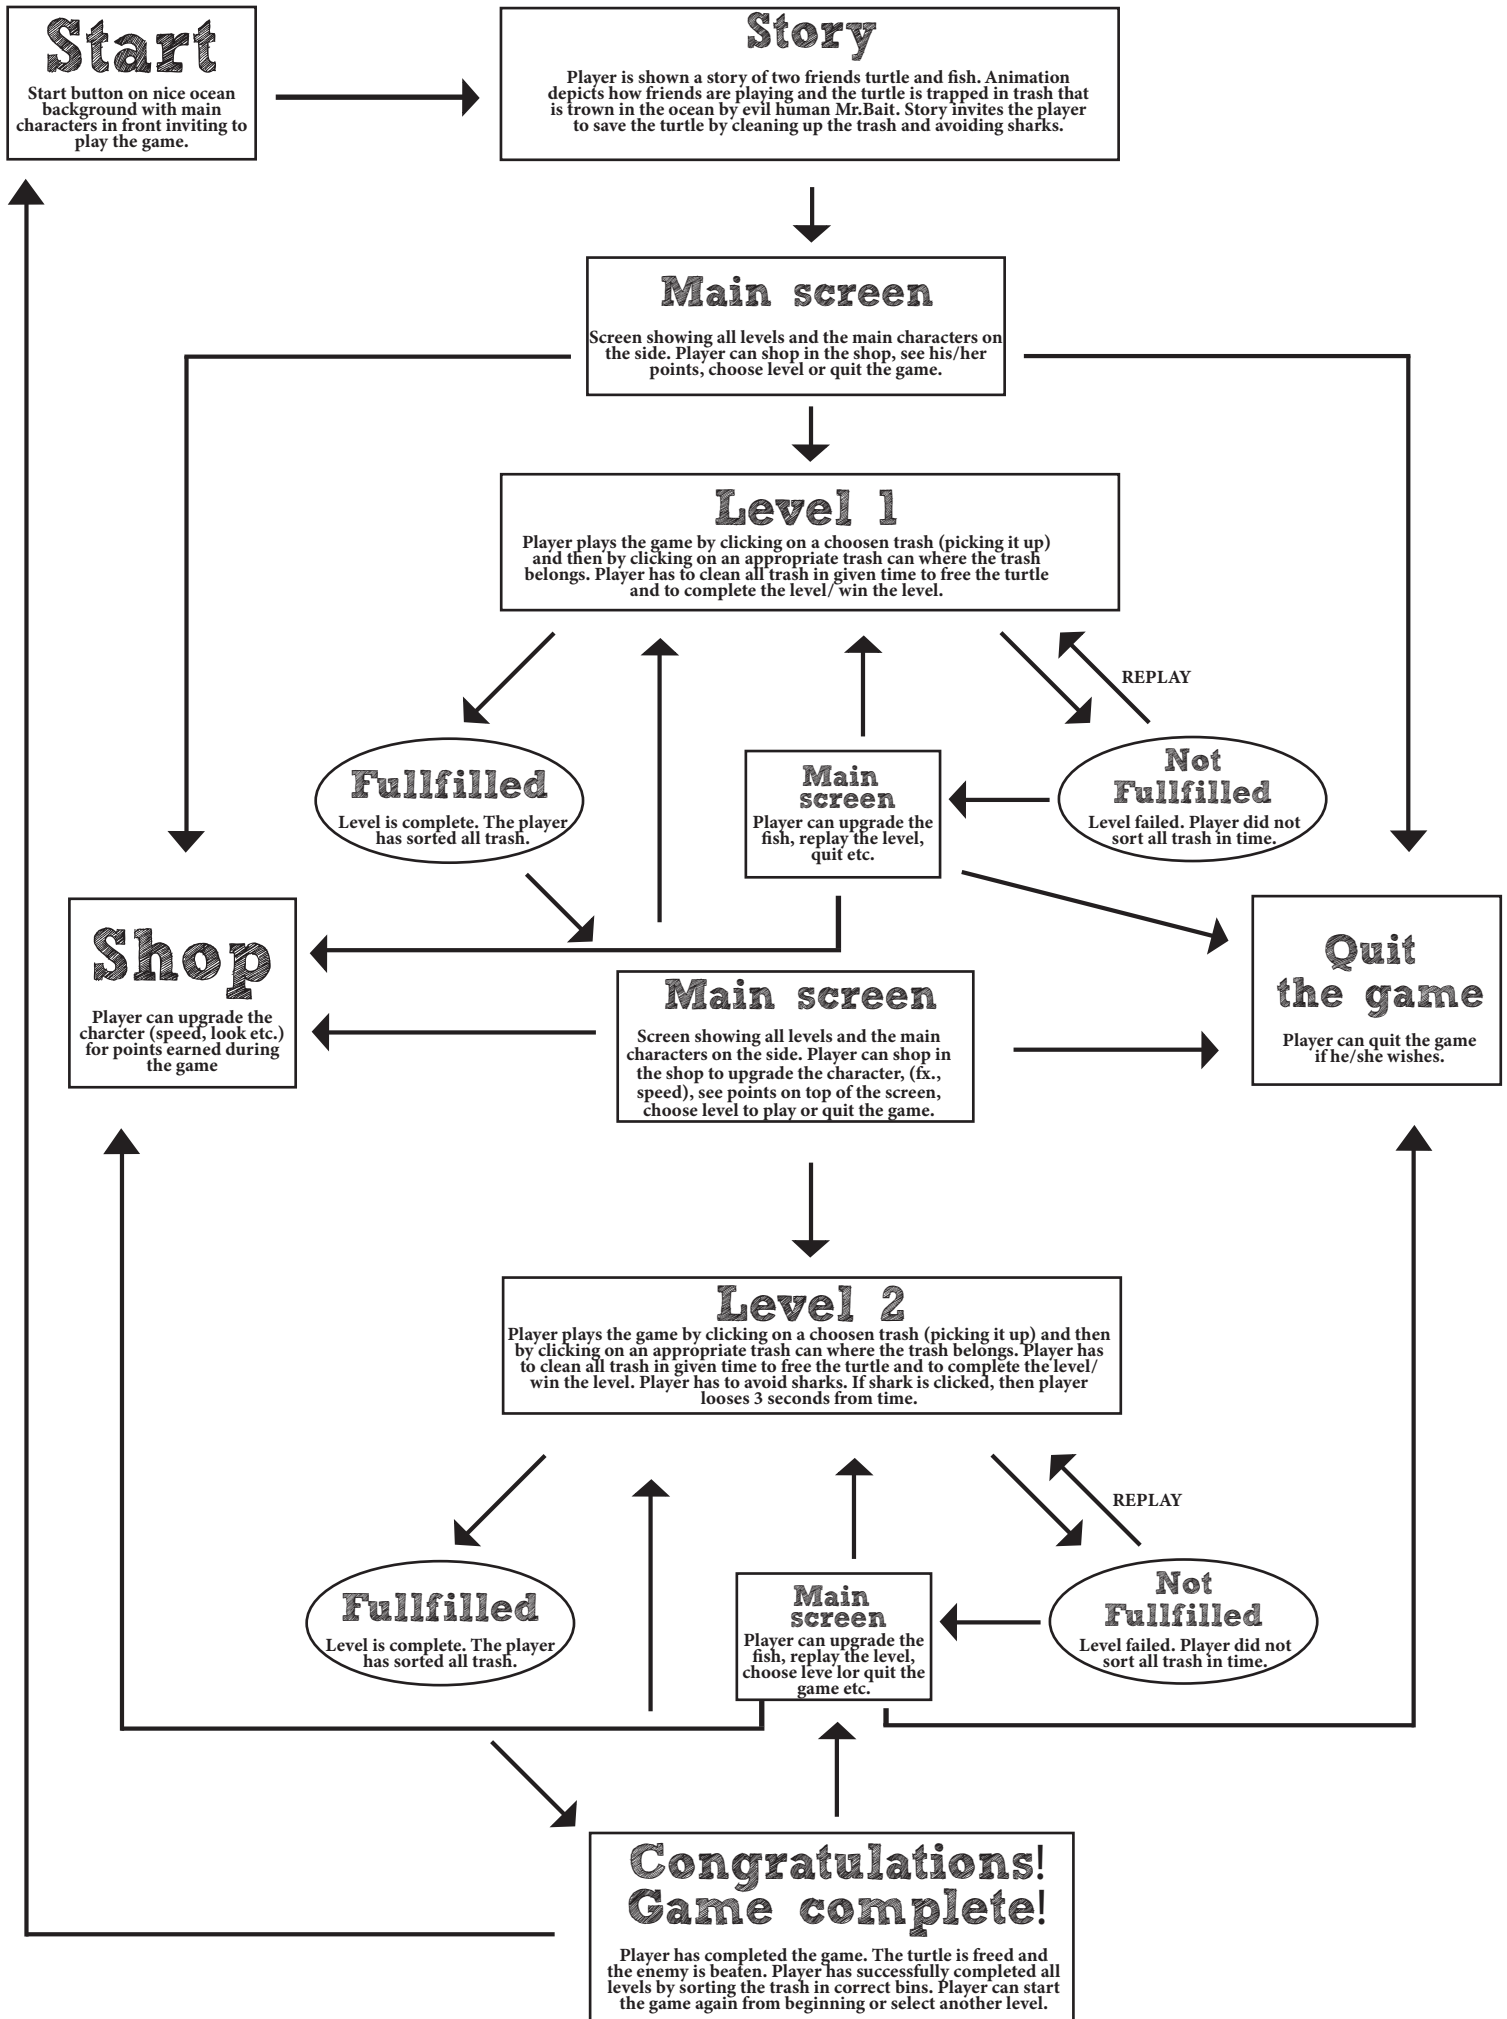 Start
Start button on nice ocean
background with main
characters in front inviting to
play the game.
Story
Player is shown a story of two friends turtle and fish. Animation
depicts how friends are playing and the turtle is trapped in trash that
is trown in the ocean by evil human Mr.Bait. Story invites the player
to save the turtle by cleaning up the trash and avoiding sharks.
Main screen
Screen showing all levels and the main characters on
the side. Player can shop in the shop, see his/her
points, choose level or quit the game.
Level 1
Player plays the game by clicking on a choosen trash (picking it up)
and then by clicking on an appropriate trash can where the trash
belongs. Player has to clean all trash in given time to free the turtle
and to complete the level/ win the level.
REPLAY
Fullfilled
Level is complete. The player
has sorted all trash.
Main
screen
Player can upgrade the
fish, replay the level,
quit etc.
Not
Fullfilled
Level failed. Player did not
sort all trash in time.
Shop
Player can upgrade the
charcter (speed, look etc.)
for points earned during
the game
Main screen
Screen showing all levels and the main
characters on the side. Player can shop in
the shop to upgrade the character, (fx.,
speed), see points on top of the screen,
choose level to play or quit the game.
Quit
the game
Player can quit the game
if he/she wishes.
Level 2
Player plays the game by clicking on a choosen trash (picking it up) and then
by clicking on an appropriate trash can where the trash belongs. Player has
to clean all trash in given time to free the turtle and to complete the level/
win the level. Player has to avoid sharks. If shark is clicked, then player
looses 3 seconds from time.
REPLAY
Fullfilled
Level is complete. The player
has sorted all trash.
Main
screen
Player can upgrade the
fish, replay the level,
choose leve lor quit the
game etc.
Not
Fullfilled
Level failed. Player did not
sort all trash in time.
Congratulations!
Game complete!
Player has completed the game. The turtle is freed and
the enemy is beaten. Player has successfully completed all
levels by sorting the trash in correct bins. Player can start
the game again from beginning or select another level.